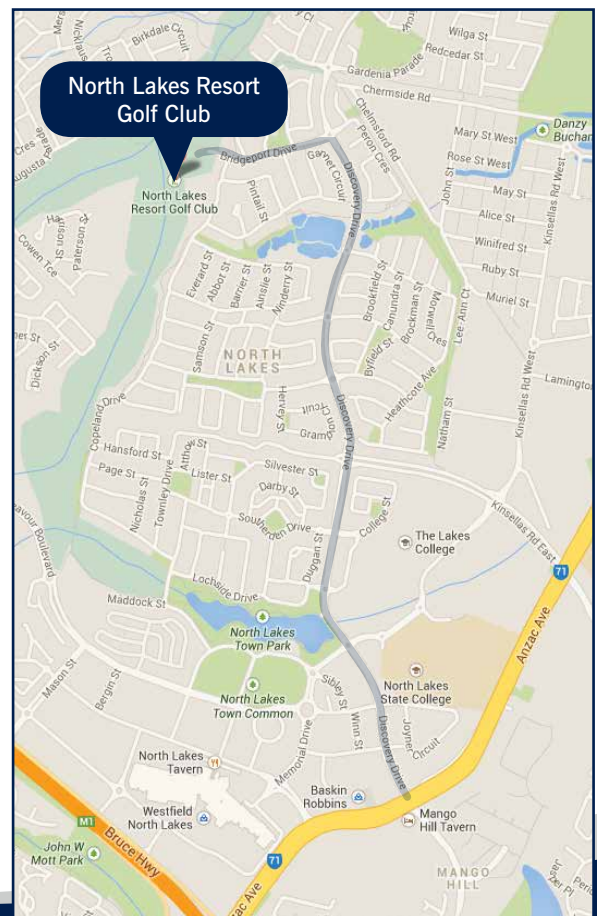 Birkdale Circuit
Wilga St
Redcedar St
Gardenia Parade
Chermside Rd
North Lakes Resort
Golf Club
Chelmsford Rd
Peron Cres
Mary St West
Danzy
Buchan
Rose St West
Bridgeport Drive
Gannet Circuit
Discovery Drive
John St
May St
Kinsellas Rd West
North Lakes
Resort Golf Club
Pintail St
Alice St
Paterson St
Cowen Tce
Winifred St
Everard St
Abbot St
Barrier St
Ainslie St
Ninderry St
Ruby St
Brookfield St
Canundra St
Brockman St
Morwell Cres
Lee-Ann Ct
Muriel St
Samson St
Byfield St
NORTH
LAKES
Dickson St
Heathcote Ave
Kinsellas Rd West
Lamington
Copeland Drive
Hervey St
Discovery Drive
Natham St
Hansford St
Page St
Lister St
Silvester St
Nicholas St
Townley Drive
Darby St
Southerden Drive
College St
Kinsellas Rd East
Duggan St
The Lakes
College
71
Lochside Drive
Maddock St
Anzac Ave
North Lakes
Town Park
Mason St
Bergin St
North Lakes
State College
North Lakes
Town Common
Sibley St
Winn St
Discovery Drive
Joyner
Circuit
Memorial Drive
North Lakes
Tavern
Baskin
Robbins
Westfield
North Lakes
Mango
Hill Tavern
M1
Bruce Hwy
John W
Mott Park
71
MANGO
HILL